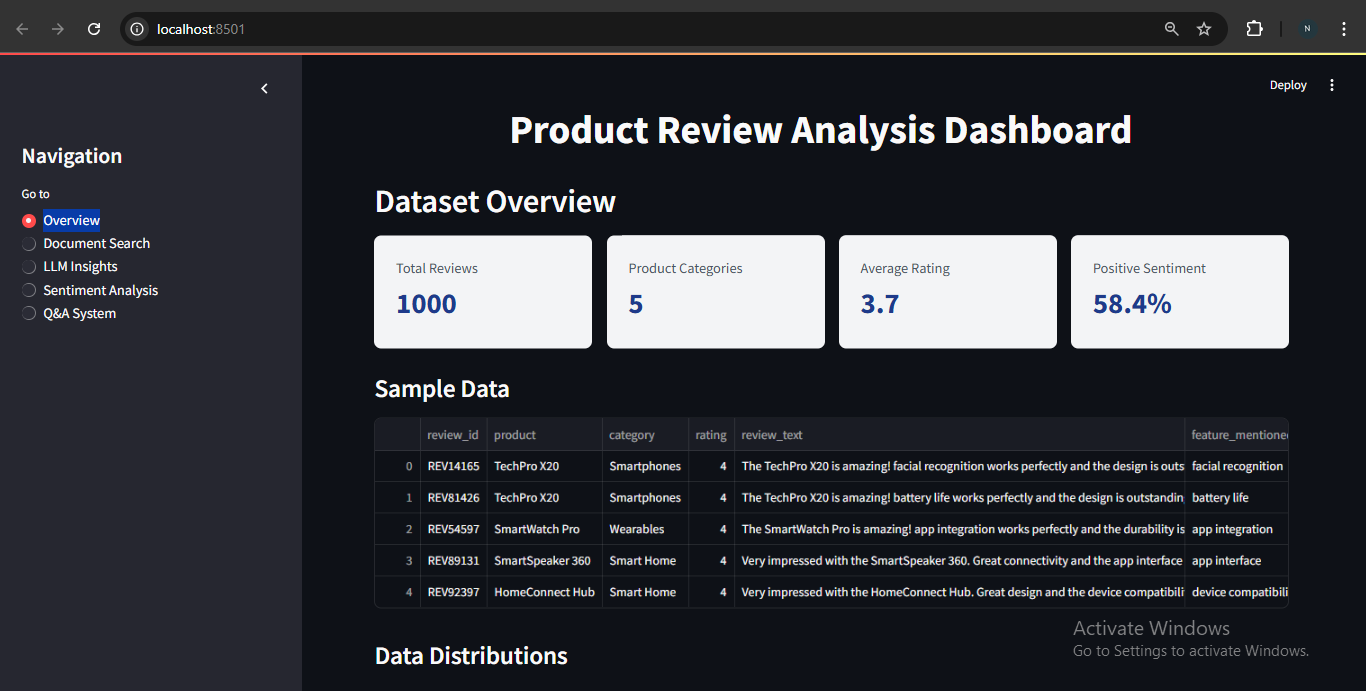 localhost:8501
N
Deploy
Navigation
Go to
Overview
Document Search
LLM Insights
Sentiment Analysis
Q&A System
Product Review Analysis Dashboard
Dataset Overview
Total Reviews
1000
Product Categories
5
Average Rating
3.7
Positive Sentiment
58.4%
Sample Data
review_id product category rating review_text feature_mentione
0 REV14165 TechPro X20 Smartphones 4 The TechPro X20 is amazing! facial recognition works perfectly and the design is outs facial recognition
1 REV81426 TechPro X20 Smartphones 4 The TechPro X20 is amazing! battery life works perfectly and the design is outstandin battery life
2 REV54597 SmartWatch Pro Wearables 4 The SmartWatch Pro is amazing! app integration works perfectly and the durability is app integration
3 REV89131 SmartSpeaker 360 Smart Home 4 Very impressed with the SmartSpeaker 360. Great connectivity and the app interface app interface
4 REV92397 HomeConnect Hub Smart Home 4 Very impressed with the HomeConnect Hub. Great design and the device compatibili device compatibili
Data Distributions
Activate Windows
Go to Settings to activate Windows.